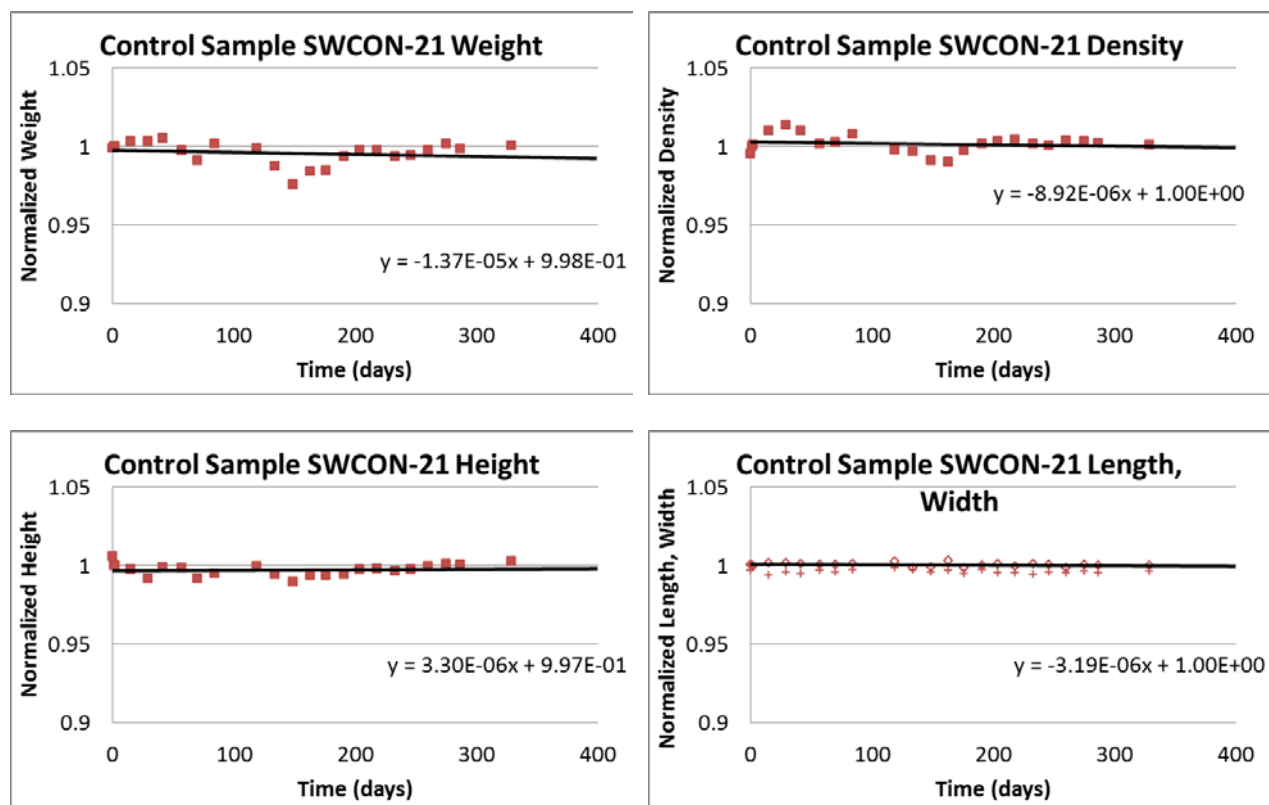 Control Sample SWCON-21 Weight
Normalized Weight
1.05
1
0.95
0.9
y = -1.37E-05x + 9.98E-01
0 100 200 300 400
Time (days)
Control Sample SWCON-21 Density
Normalized Density
1.05
1
0.95
0.9
y = -8.92E-06x + 1.00E+00
0 100 200 300 400
Time (days)
Control Sample SWCON-21 Height
Normalized Height
1.05
1
0.95
0.9
y = 3.30E-06x + 9.97E-01
0 100 200 300 400
Time (days)
Control Sample SWCON-21 Length,
Width
Normalized Length, Width
1.05
1
0.95
0.9
y = -3.19E-06x + 1.00E+00
0 100 200 300 400
Time (days)